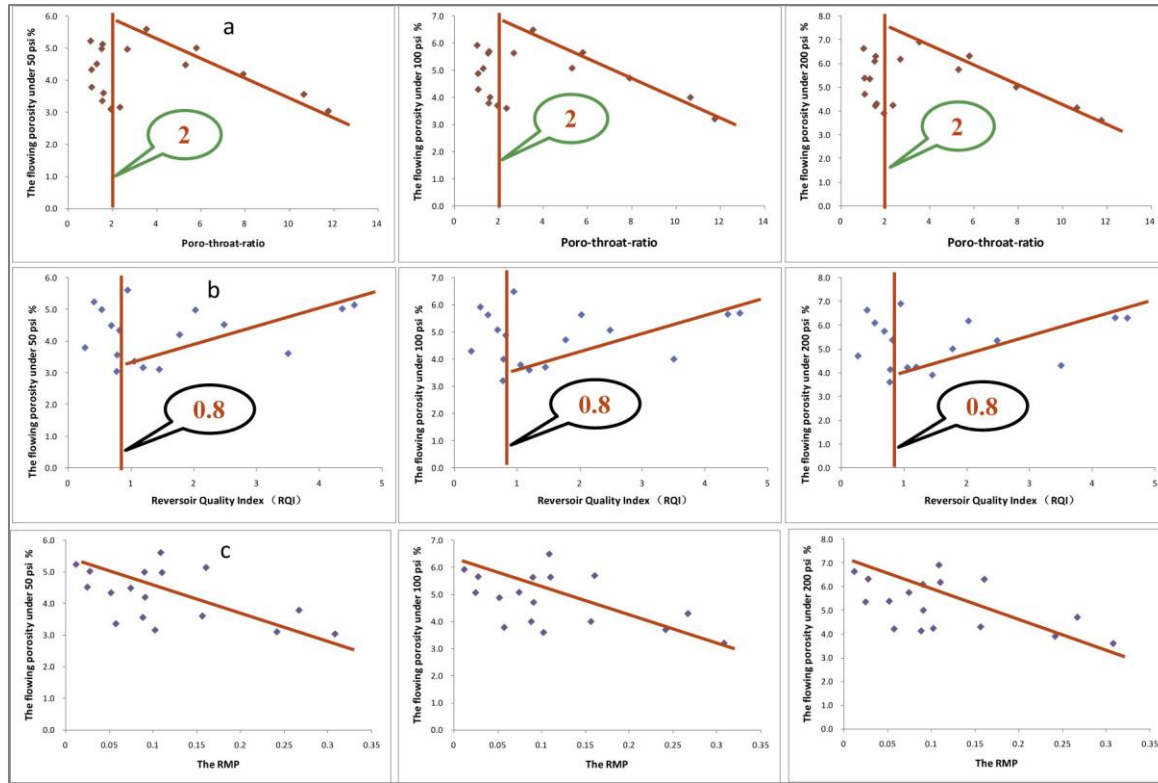 The flowing porosity under 50 psi %
6.0
5.0
4.0
3.0
2.0
1.0
0.0
a
2
0 2 4 6 8 10 12 14
Poro-throat-ratio
The flowing porosity under 100 psi %
7.0
6.0
5.0
4.0
3.0
2.0
1.0
0.0
2
0 2 4 6 8 10 12 14
Poro-throat-ratio
The flowing porosity under 200 psi %
8.0
7.0
6.0
5.0
4.0
3.0
2.0
1.0
0.0
2
0 2 4 6 8 10 12 14
Poro-throat-ratio
The flowing porosity under 50 psi %
6.0
5.0
4.0
3.0
2.0
1.0
0.0
b
0.8
0 1 2 3 4 5
Reversoir Quality Index （RQI）
The flowing porosity under 100 psi %
7.0
6.0
5.0
4.0
3.0
2.0
1.0
0.0
0.8
0 1 2 3 4 5
Reversoir Quality Index （RQI）
The flowing porosity under 200 psi %
8.0
7.0
6.0
5.0
4.0
3.0
2.0
1.0
0.0
0.8
0 1 2 3 4 5
Reversoir Quality Index （RQI）
The flowing porosity under 50 psi %
6.0
5.0
4.0
3.0
2.0
1.0
0.0
c
0 0.05 0.1 0.15 0.2 0.25 0.3 0.35
The RMP
The flowing porosity under 100 psi %
7.0
6.0
5.0
4.0
3.0
2.0
1.0
0.0
0 0.05 0.1 0.15 0.2 0.25 0.3 0.35
The RMP
The flowing porosity under 200 psi %
8.0
7.0
6.0
5.0
4.0
3.0
2.0
1.0
0.0
0 0.05 0.1 0.15 0.2 0.25 0.3 0.35
The RMP